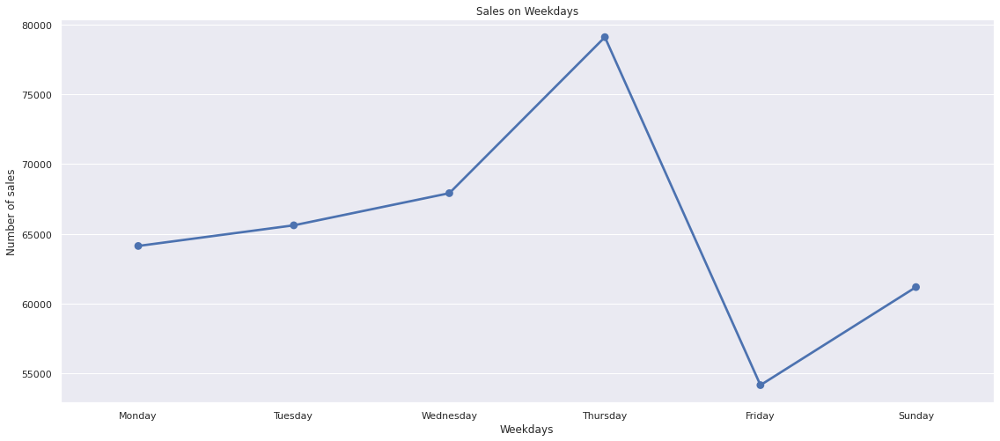 Sales on Weekdays
80000
75000
70000
65000
60000
55000
Number of sales
Monday Tuesday Wednesday Thursday Friday Sunday
Weekdays